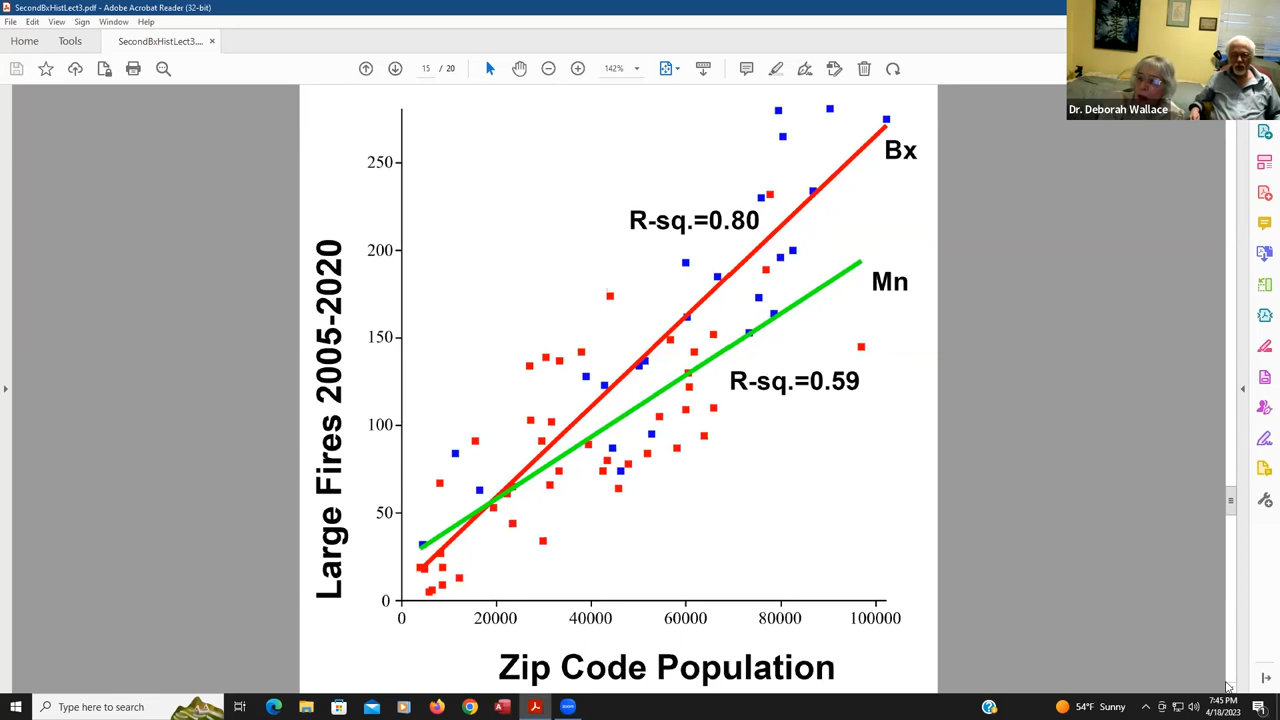 SecondBxHistLect3.pdf - Adobe Acrobat Reader (32-bit)
File Edit View Sign Window Help
Home Tools SecondBxHistLect3.... ×
15 / 20 142%
Dr. Deborah Wallace
250
200
150
100
50
0
0 20000 40000 60000 80000 100000
Large Fires 2005-2020
Zip Code Population
Bx
R-sq.=0.80
Mn
R-sq.=0.59
Type here to search
54°F Sunny
7:45 PM
4/18/2023